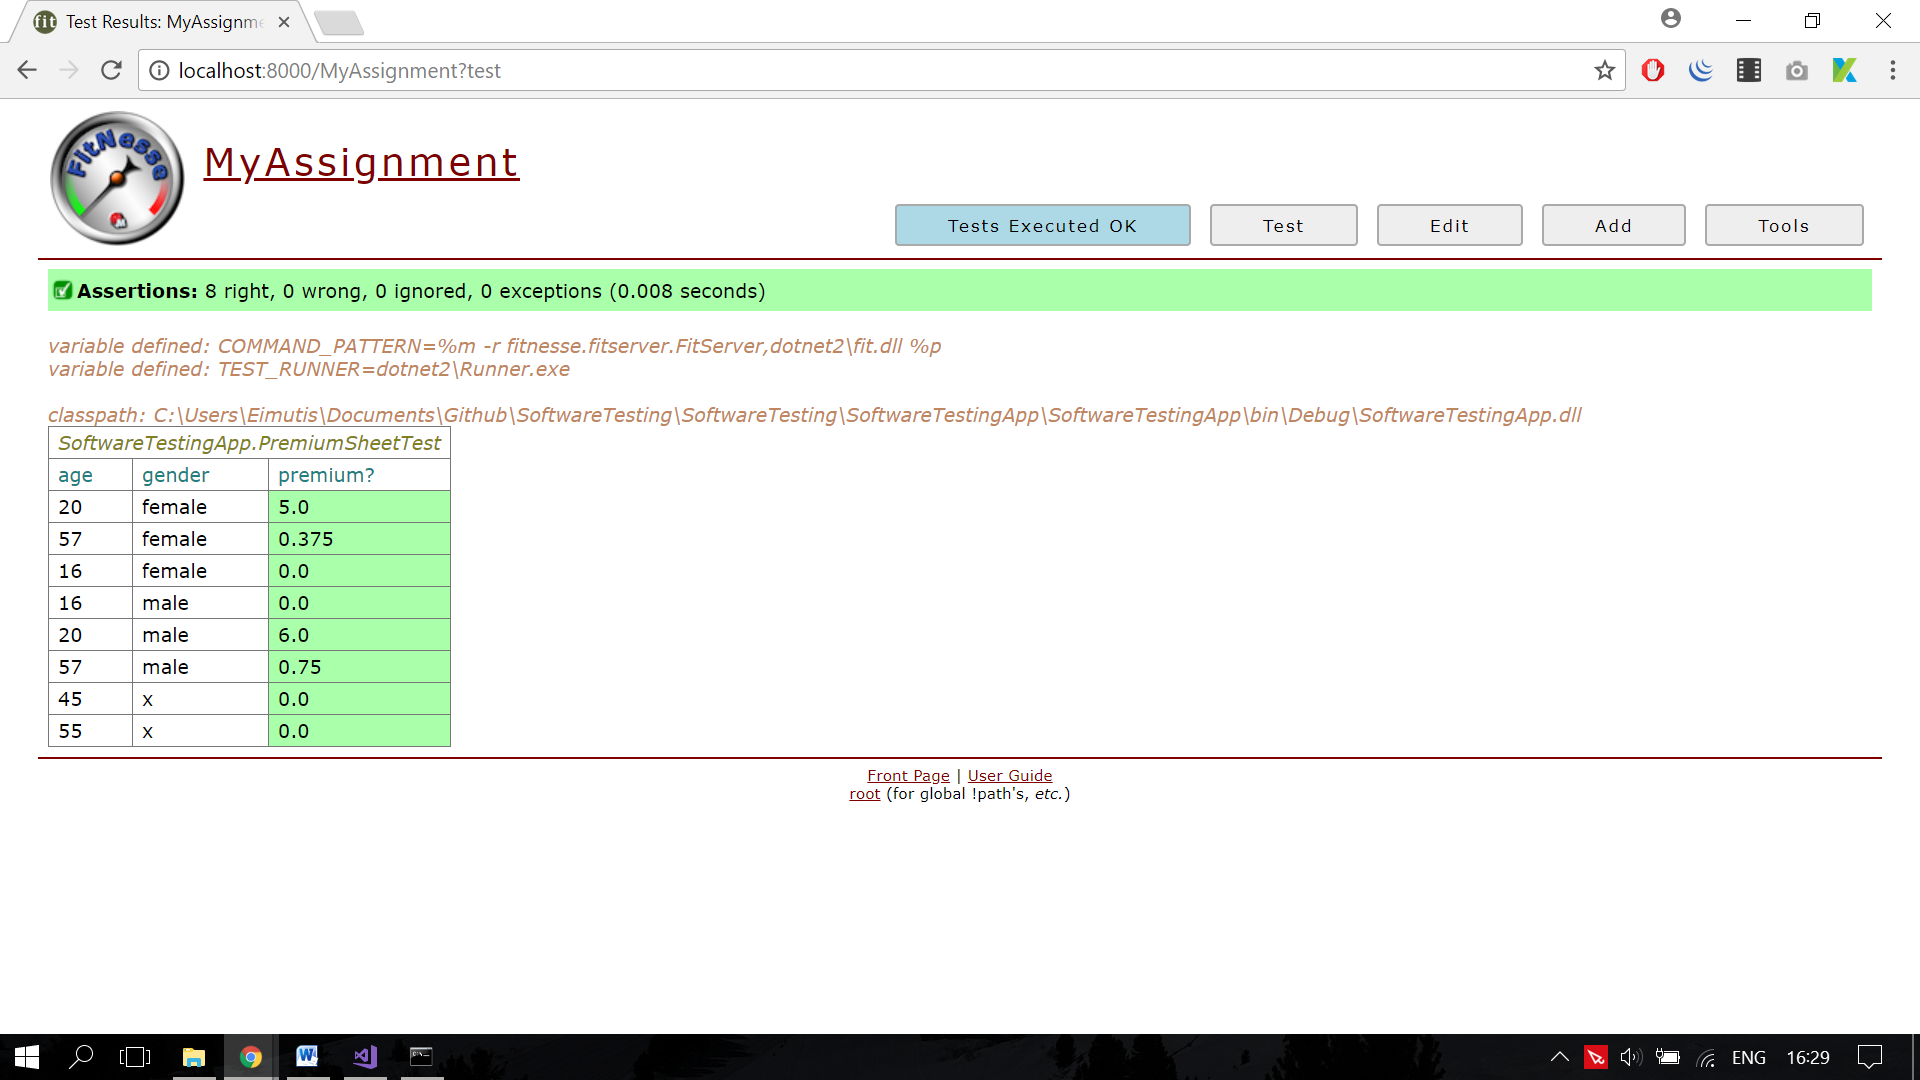 fit Test Results: MyAssignme
localhost:8000/MyAssignment?test
FitNesse
MyAssignment
Tests Executed OK Test Edit Add Tools
Assertions: 8 right, 0 wrong, 0 ignored, 0 exceptions (0.008 seconds)
variable defined: COMMAND_PATTERN=%m -r fitnesse.fitserver.FitServer,dotnet2\fit.dll %p
variable defined: TEST_RUNNER=dotnet2\Runner.exe
classpath: C:\Users\Eimutis\Documents\Github\SoftwareTesting\SoftwareTesting\SoftwareTestingApp\SoftwareTestingApp\bin\Debug\SoftwareTestingApp.dll
SoftwareTestingApp.PremiumSheetTest
age gender premium?
20 female 5.0
57 female 0.375
16 female 0.0
16 male 0.0
20 male 6.0
57 male 0.75
45 x 0.0
55 x 0.0
Front Page | User Guide
root (for global !path's, etc.)
ENG 16:29